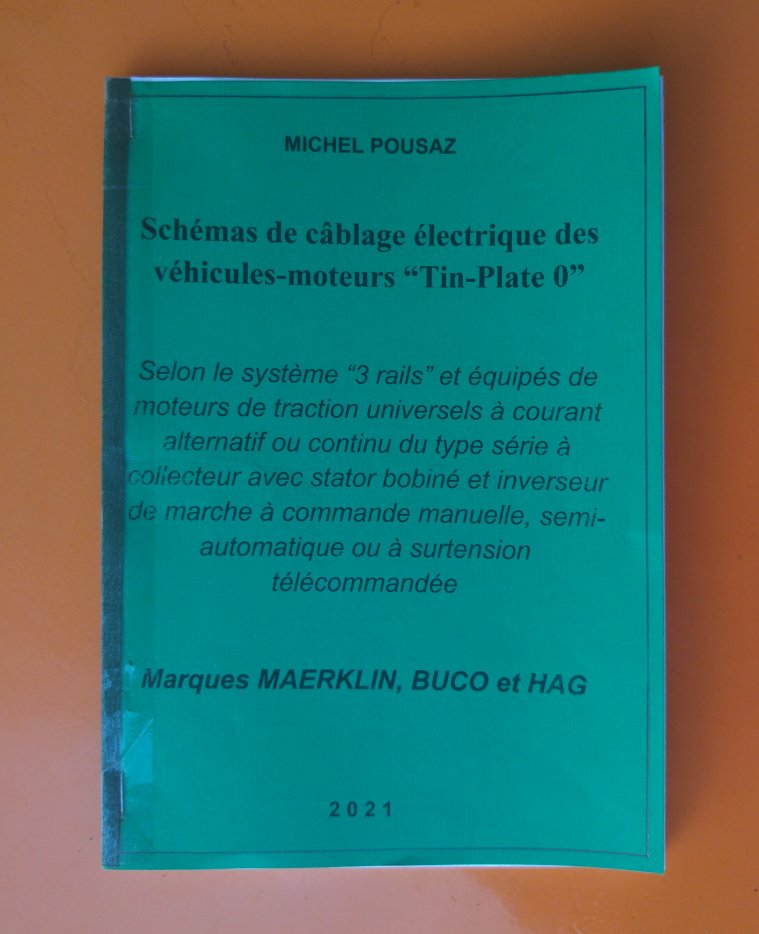 MICHEL POUSAZ
Schémas de câblage électrique des
véhicules-moteurs “Tin-Plate 0”
Selon le système “3 rails” et équipés de
moteurs de traction universels à courant
alternatif ou continu du type série à
collecteur avec stator bobiné et inverseur
de marche à commande manuelle, semi-
automatique ou à surtension
télécommandée
Marques MAERKLIN, BUCO et HAG
2021